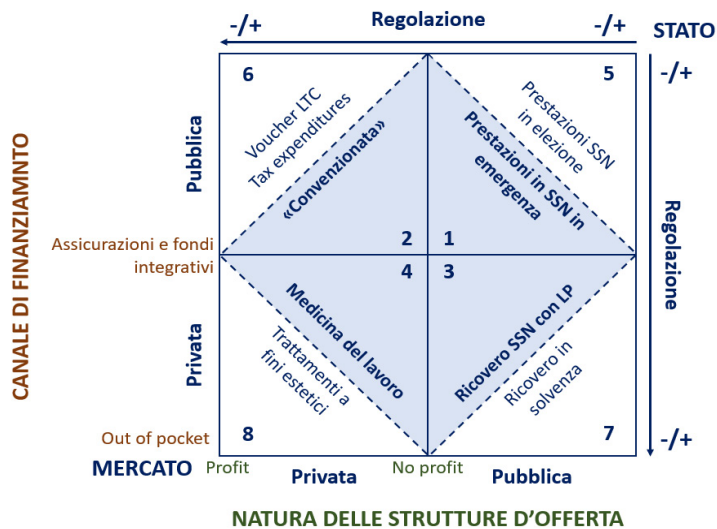 Regolazione
-/+
-/+
STATO
6
5
-/+
Voucher LTC
Tax expenditures
«Convenzionata»
Prestazioni SSN
in elezione
Prestazioni in SSN in
emergenza
Pubblica
CANALE DI FINANZIAMNTO
Regolazione
Assicurazioni e fondi
integrativi
2
1
4
3
Medicina del lavoro
Trattamenti a
fini estetici
Ricovero SSN con LP
Ricovero in
solvenza
Privata
Out of pocket
8
7
-/+
MERCATO
Profit
Privata
No profit
Pubblica
NATURA DELLE STRUTTURE D'OFFERTA